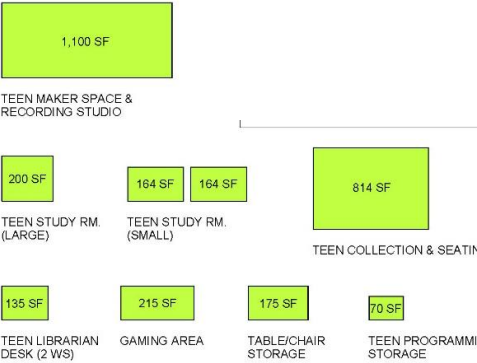 1,100 SF
TEEN MAKER SPACE &
RECORDING STUDIO
200 SF
164 SF
164 SF
814 SF
TEEN STUDY RM.
(LARGE)
TEEN STUDY RM.
(SMALL)
TEEN COLLECTION & SEATIN
135 SF
215 SF
175 SF
70 SF
TEEN LIBRARIAN
DESK (2 WS)
GAMING AREA
TABLE/CHAIR
STORAGE
TEEN PROGRAMMI
STORAGE